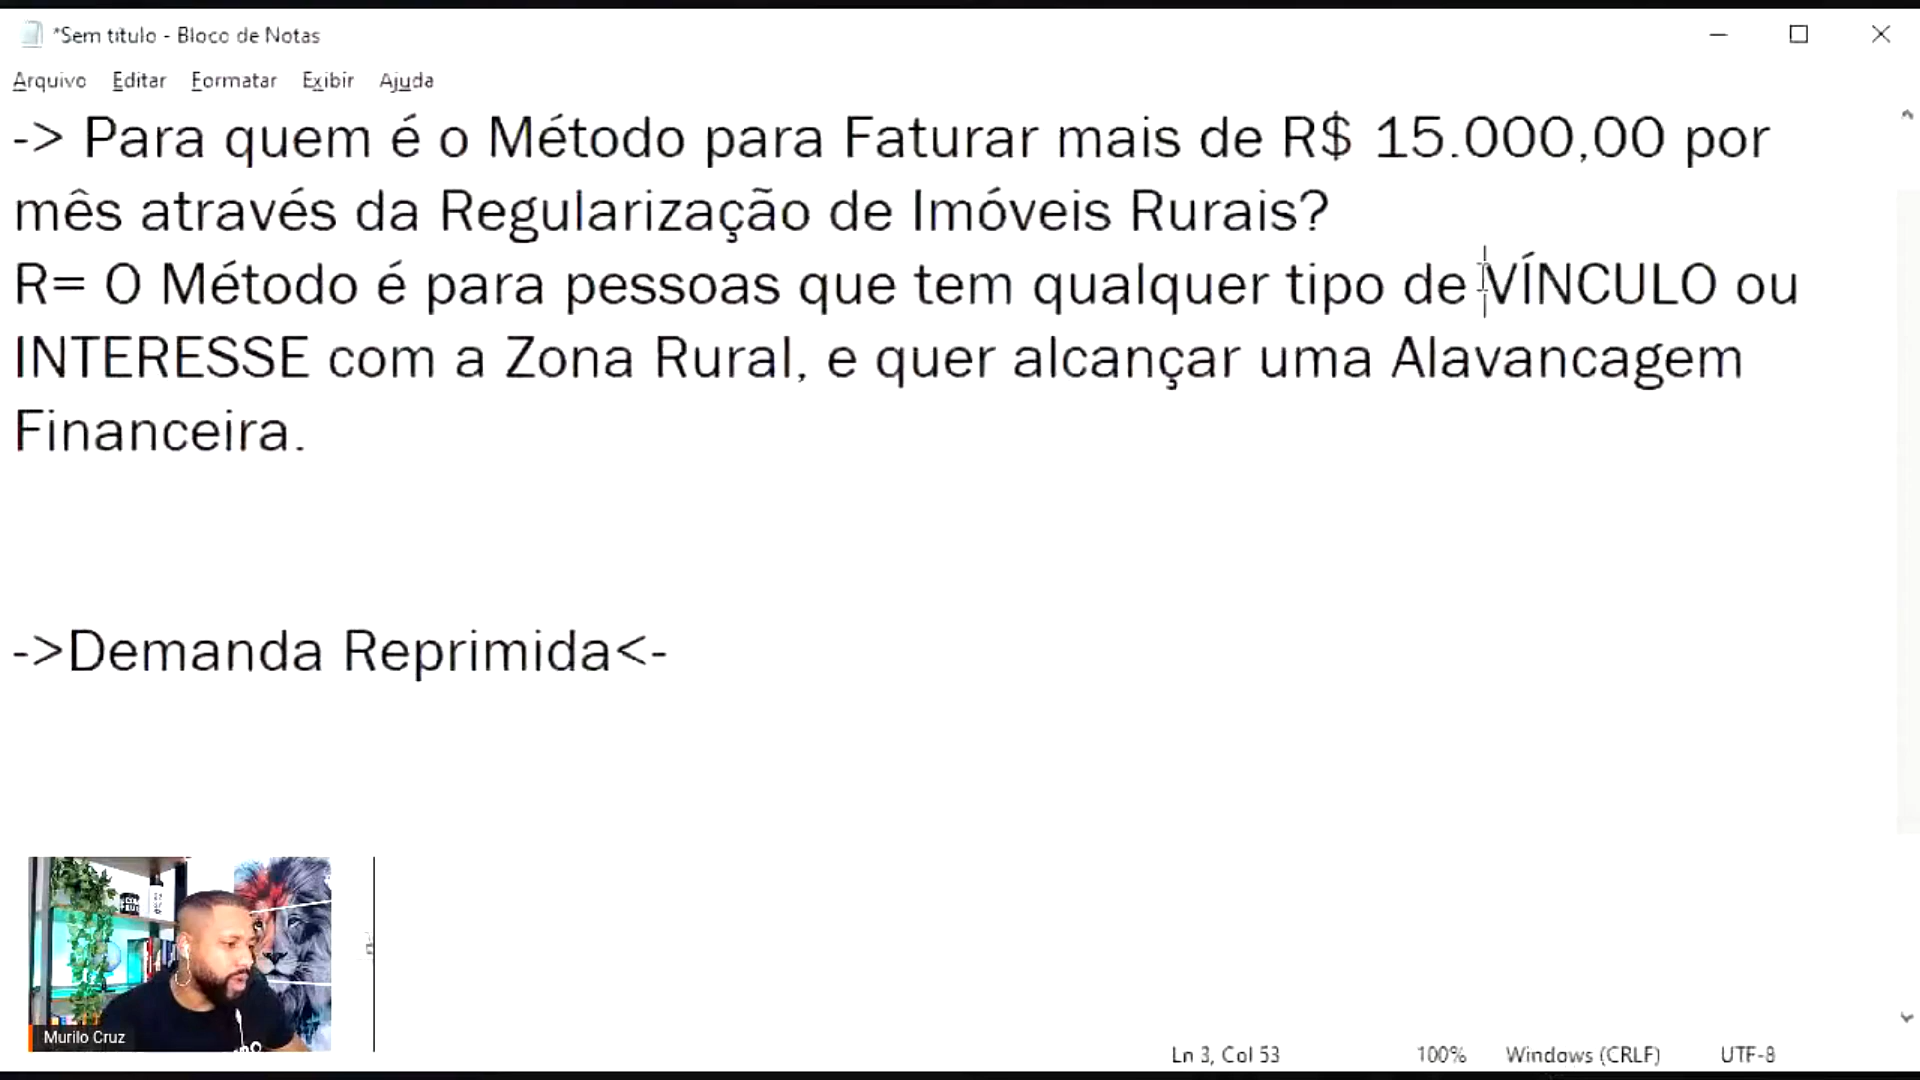 *Sem título - Bloco de Notas
Arquivo Editar Formatar Exibir Ajuda
-> Para quem é o Método para Faturar mais de R$ 15.000,00 por
mês através da Regularização de Imóveis Rurais?
R= O Método é para pessoas que tem qualquer tipo de VÍNCULO ou
INTERESSE com a Zona Rural, e quer alcançar uma Alavancagem
Financeira.
->Demanda Reprimida<-
Murilo Cruz
Ln 3, Col 53 100% Windows (CRLF) UTF-8